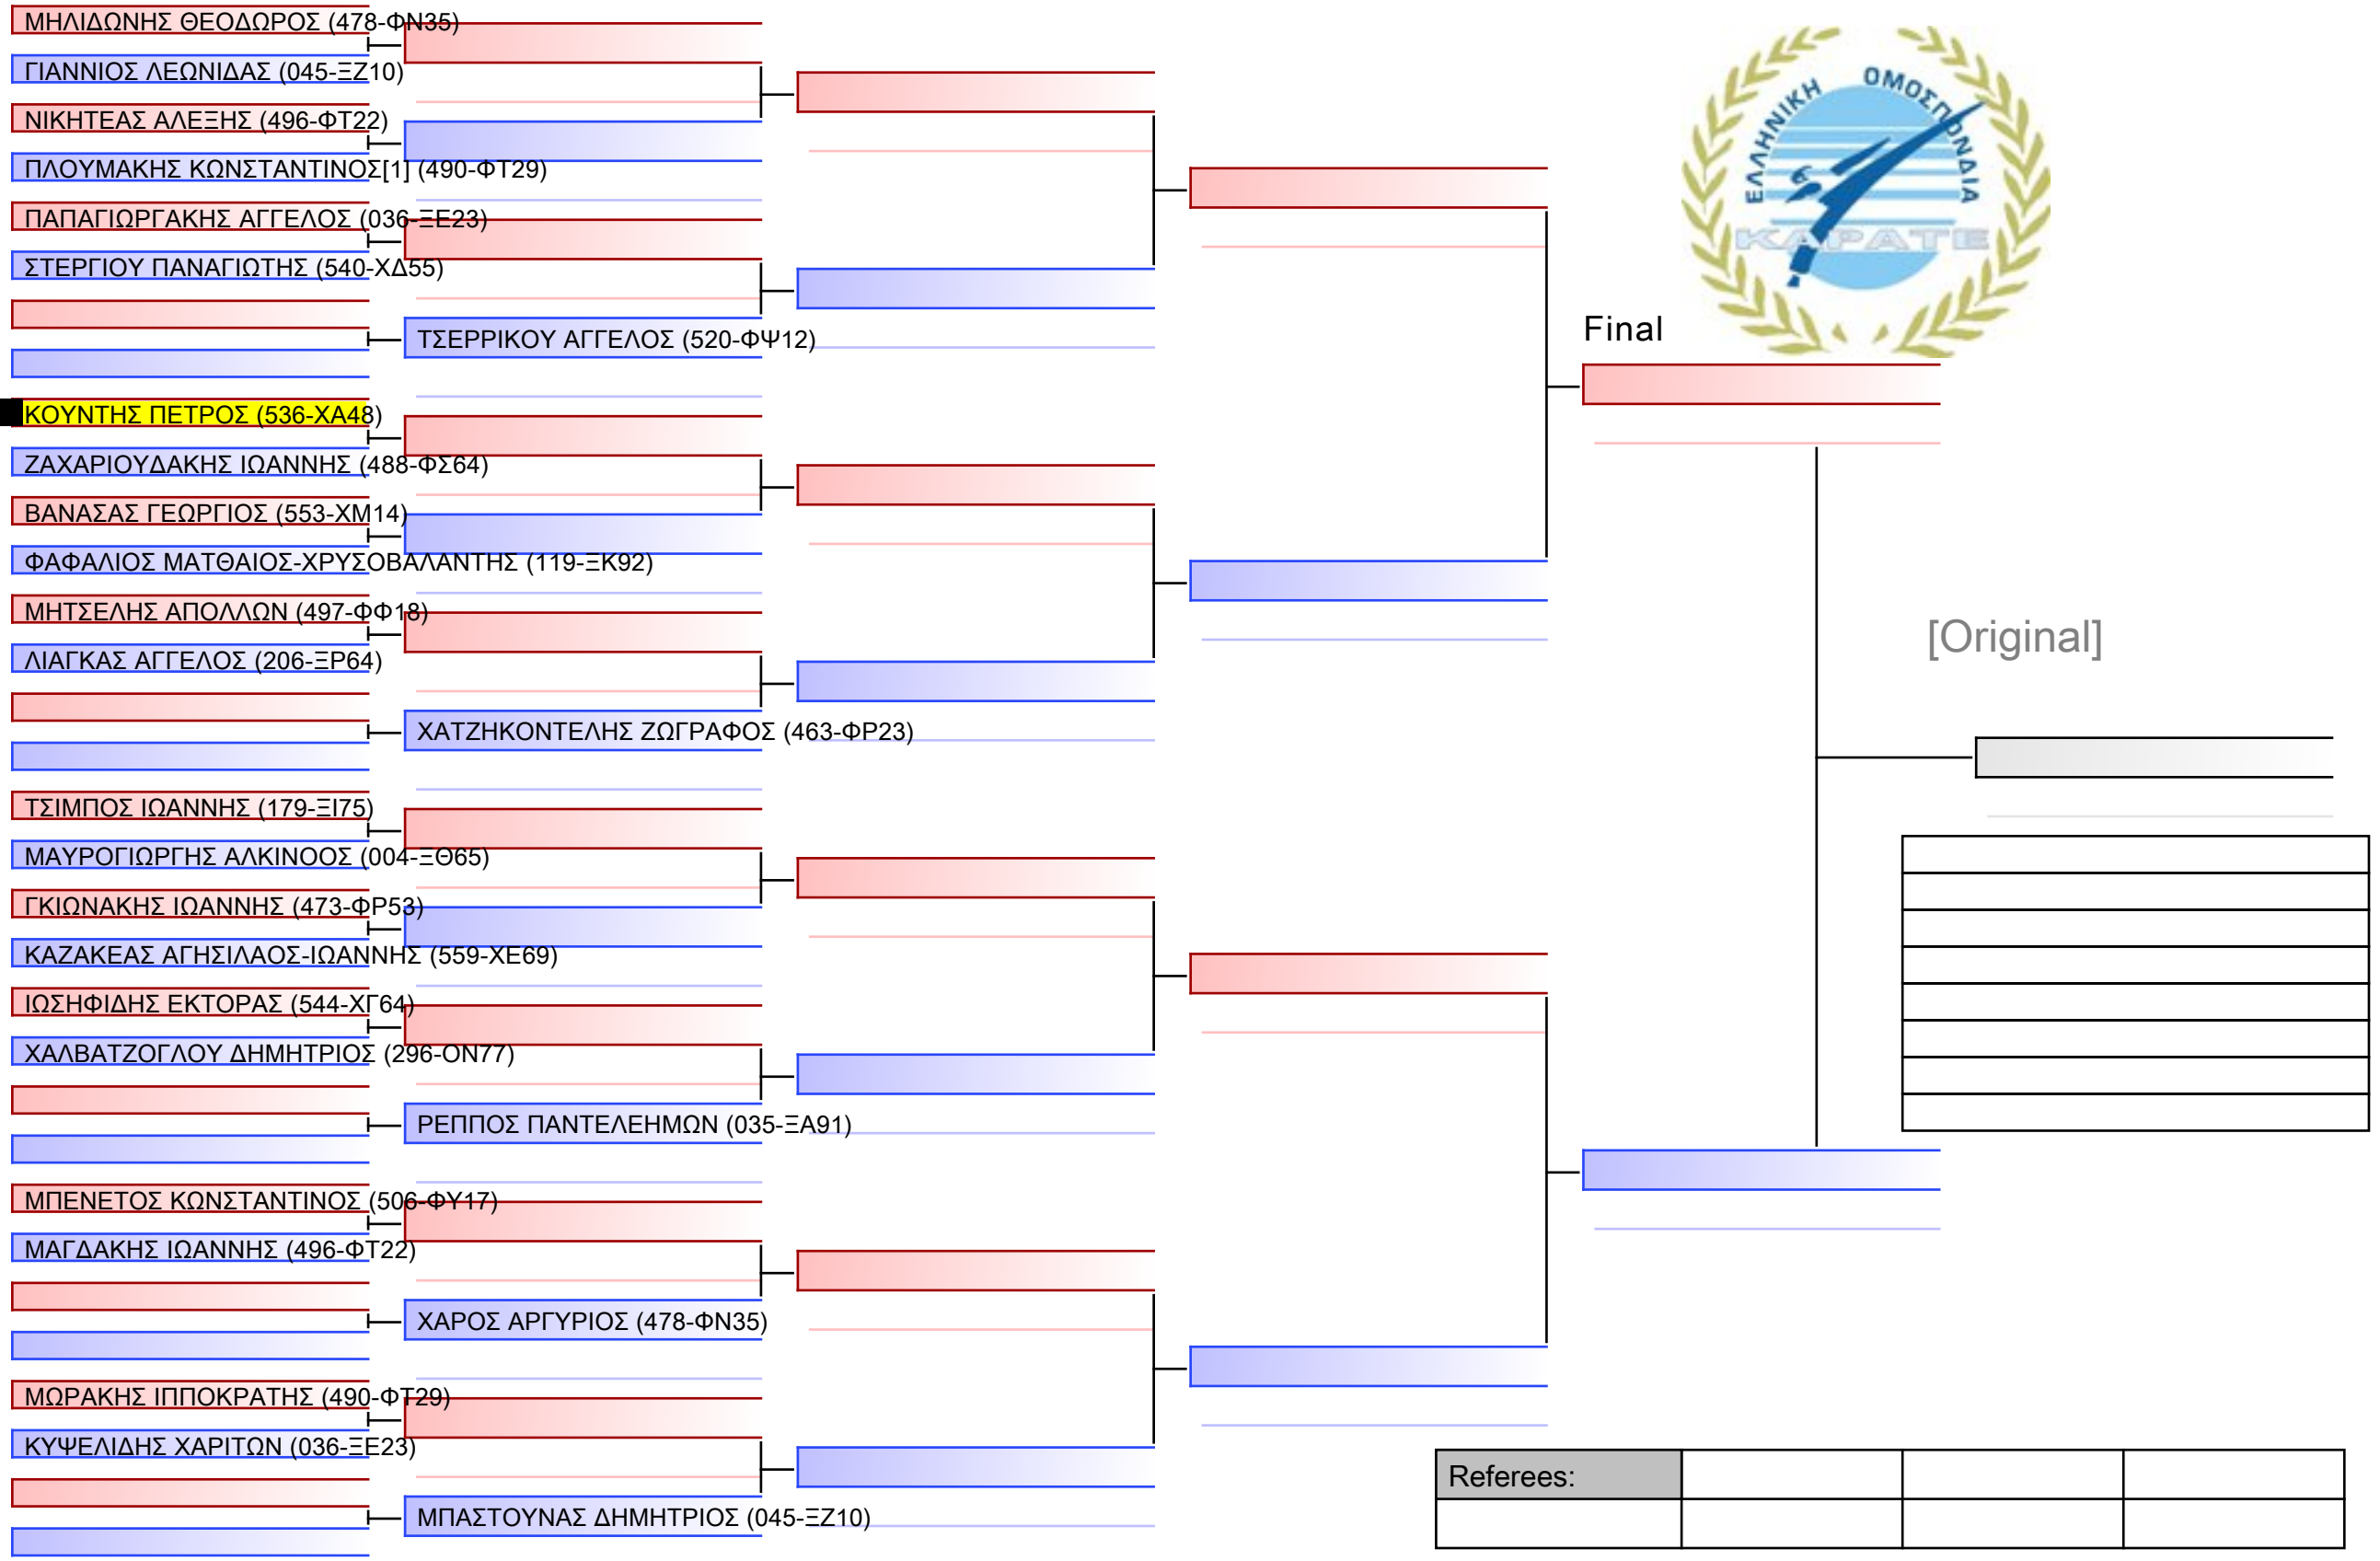 ΜΗΛΙΔΩΝΗΣ ΘΕΟΔΩΡΟΣ (478-ΦΝ35)
ΓΙΑΝΝΙΟΣ ΛΕΩΝΙΔΑΣ (045-ΞΖ10)
ΝΙΚΗΤΕΑΣ ΑΛΕΞΗΣ (496-ΦΤ22)
ΠΛΟΥΜΑΚΗΣ ΚΩΝΣΤΑΝΤΙΝΟΣ[1] (490-ΦΤ29)
ΠΑΠΑΓΙΩΡΓΑΚΗΣ ΑΓΓΕΛΟΣ (036-ΞΕ23)
ΣΤΕΡΓΙΟΥ ΠΑΝΑΓΙΩΤΗΣ (540-ΧΔ55)
ΤΣΕΡΡΙΚΟΥ ΑΓΓΕΛΟΣ (520-ΦΨ12)
ΚΟΥΝΤΗΣ ΠΕΤΡΟΣ (536-ΧΑ48)
ΖΑΧΑΡΙΟΥΔΑΚΗΣ ΙΩΑΝΝΗΣ (488-ΦΣ64)
ΒΑΝΑΣΑΣ ΓΕΩΡΓΙΟΣ (553-ΧΜ14)
ΦΑΦΑΛΙΟΣ ΜΑΤΘΑΙΟΣ-ΧΡΥΣΟΒΑΛΑΝΤΗΣ (119-ΞΚ92)
ΜΗΤΣΕΛΗΣ ΑΠΟΛΛΩΝ (497-ΦΦ18)
ΛΙΑΓΚΑΣ ΑΓΓΕΛΟΣ (206-ΞΡ64)
ΧΑΤΖΗΚΟΝΤΕΛΗΣ ΖΩΓΡΑΦΟΣ (463-ΦΡ23)
ΤΣΙΜΠΟΣ ΙΩΑΝΝΗΣ (179-ΞΙ75)
ΜΑΥΡΟΓΙΩΡΓΗΣ ΑΛΚΙΝΟΟΣ (004-ΞΘ65)
ΓΚΙΩΝΑΚΗΣ ΙΩΑΝΝΗΣ (473-ΦΡ53)
ΚΑΖΑΚΕΑΣ ΑΓΗΣΙΛΑΟΣ-ΙΩΑΝΝΗΣ (559-ΧΕ69)
ΙΩΣΗΦΙΔΗΣ ΕΚΤΟΡΑΣ (544-ΧΓ64)
ΧΑΛΒΑΤΖΟΓΛΟΥ ΔΗΜΗΤΡΙΟΣ (296-ΟΝ77)
ΡΕΠΠΟΣ ΠΑΝΤΕΛΕΗΜΩΝ (035-ΞΑ91)
ΜΠΕΝΕΤΟΣ ΚΩΝΣΤΑΝΤΙΝΟΣ (506-ΦΥ17)
ΜΑΓΔΑΚΗΣ ΙΩΑΝΝΗΣ (496-ΦΤ22)
ΧΑΡΟΣ ΑΡΓΥΡΙΟΣ (478-ΦΝ35)
ΜΩΡΑΚΗΣ ΙΠΠΟΚΡΑΤΗΣ (490-ΦΤ29)
ΚΥΨΕΛΙΔΗΣ ΧΑΡΙΤΩΝ (036-ΞΕ23)
ΜΠΑΣΤΟΥΝΑΣ ΔΗΜΗΤΡΙΟΣ (045-ΞΖ10)
ΕΛΛΗΝΙΚΗ ΟΜΟΣΠΟΝΔΙΑ
ΚΑΡΑΤΕ
Final
[Original]
Referees: